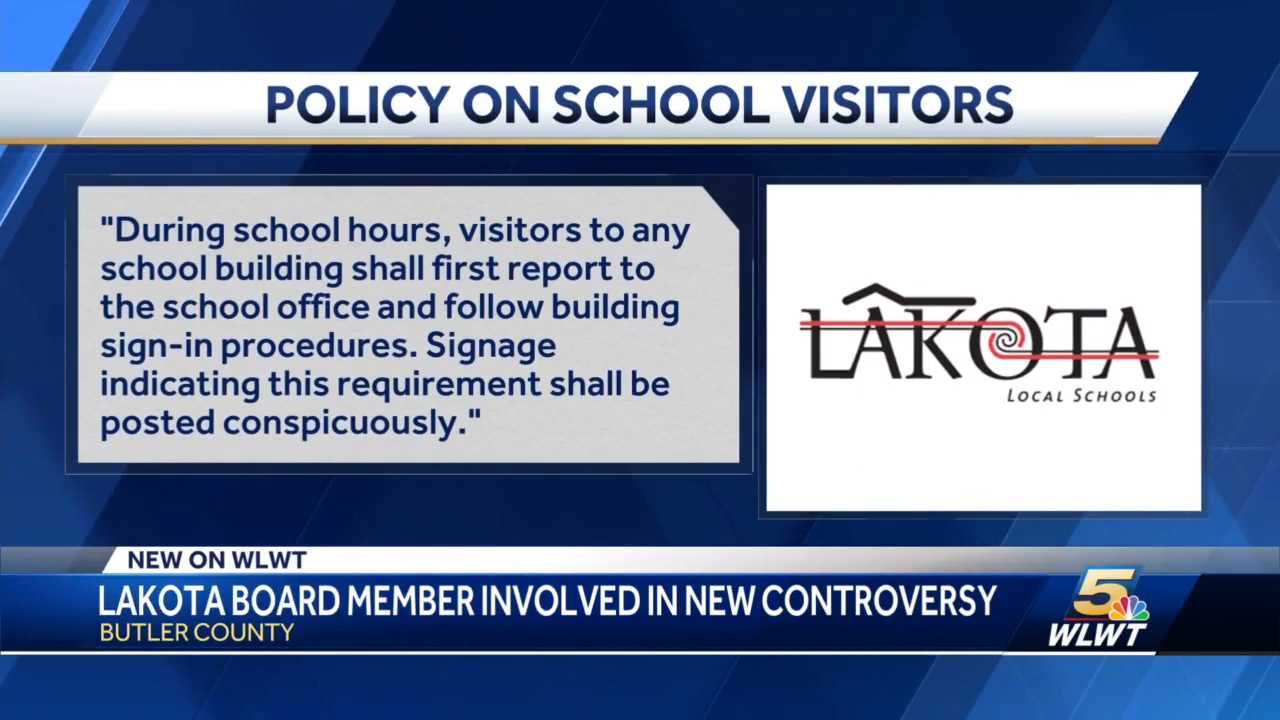 POLICY ON SCHOOL VISITORS
"During school hours, visitors to any
school building shall first report to
the school office and follow building
sign-in procedures. Signage
indicating this requirement shall be
posted conspicuously."
LAKOTA
LOCAL SCHOOLS
NEW ON WLWT
LAKOTA BOARD MEMBER INVOLVED IN NEW CONTROVERSY
BUTLER COUNTY
5
WLWT